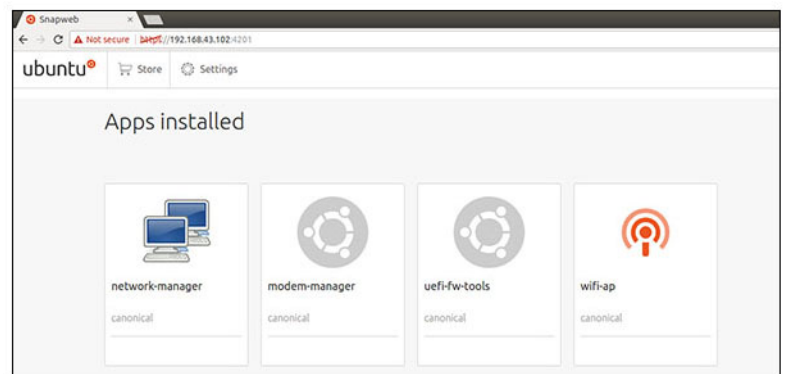 Snapweb
Not secure | https://192.168.43.102:4201
ubuntu Store Settings
Apps installed
network-manager modem-manager uefi-fw-tools wifi-ap
canonical canonical canonical canonical